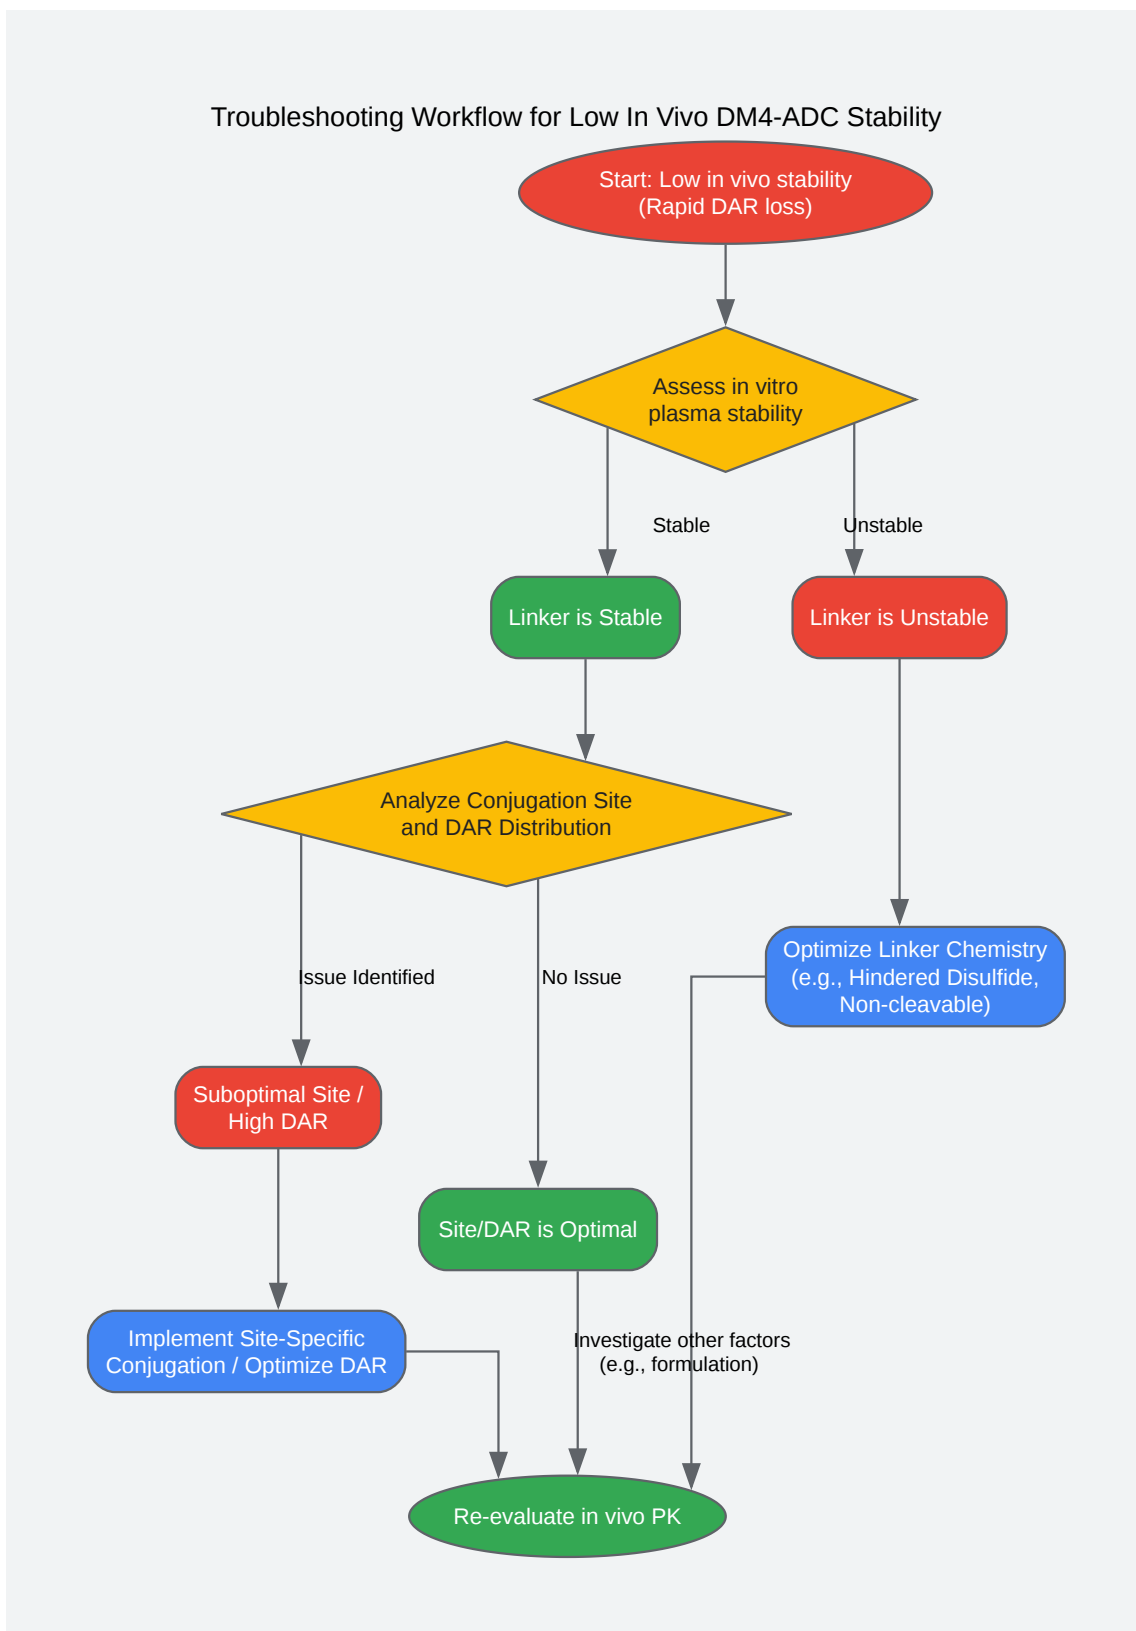 Troubleshooting Workflow for Low In Vivo DM4-ADC Stability
Start: Low in vivo stability
(Rapid DAR loss)
Assess in vitro
plasma stability
Stable
Unstable
Linker is Stable
Linker is Unstable
Analyze Conjugation Site
and DAR Distribution
Issue Identified
No Issue
Optimize Linker Chemistry
(e.g., Hindered Disulfide,
Non-cleavable)
Suboptimal Site /
High DAR
Site/DAR is Optimal
Implement Site-Specific
Conjugation / Optimize DAR
Investigate other factors
(e.g., formulation)
Re-evaluate in vivo PK